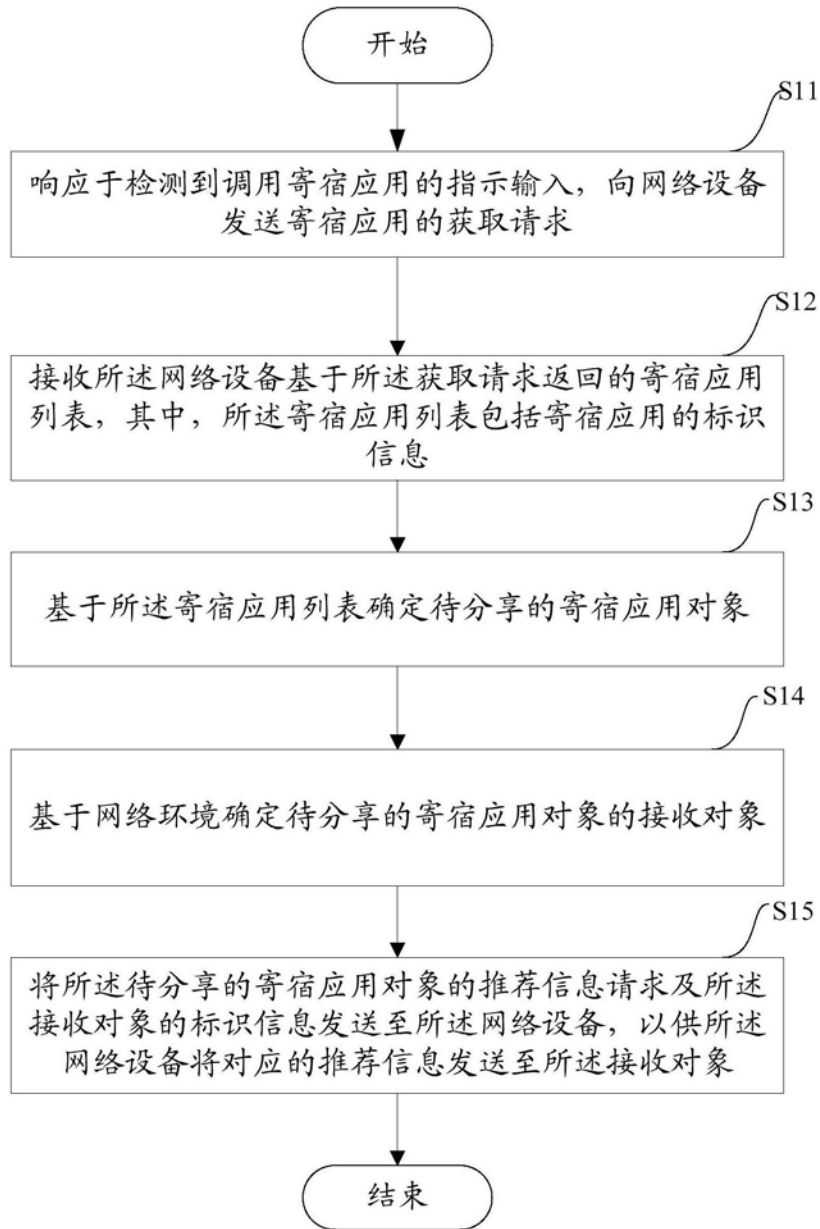 开始
S11
响应于检测到调用寄宿应用的指示输入，向网络设备
发送寄宿应用的获取请求
S12
接收所述网络设备基于所述获取请求返回的寄宿应用
列表，其中，所述寄宿应用列表包括寄宿应用的标识
信息
S13
基于所述寄宿应用列表确定待分享的寄宿应用对象
S14
基于网络环境确定待分享的寄宿应用对象的接收对象
S15
将所述待分享的寄宿应用对象的推荐信息请求及所述
接收对象的标识信息发送至所述网络设备，以供所述
网络设备将对应的推荐信息发送至所述接收对象
结束